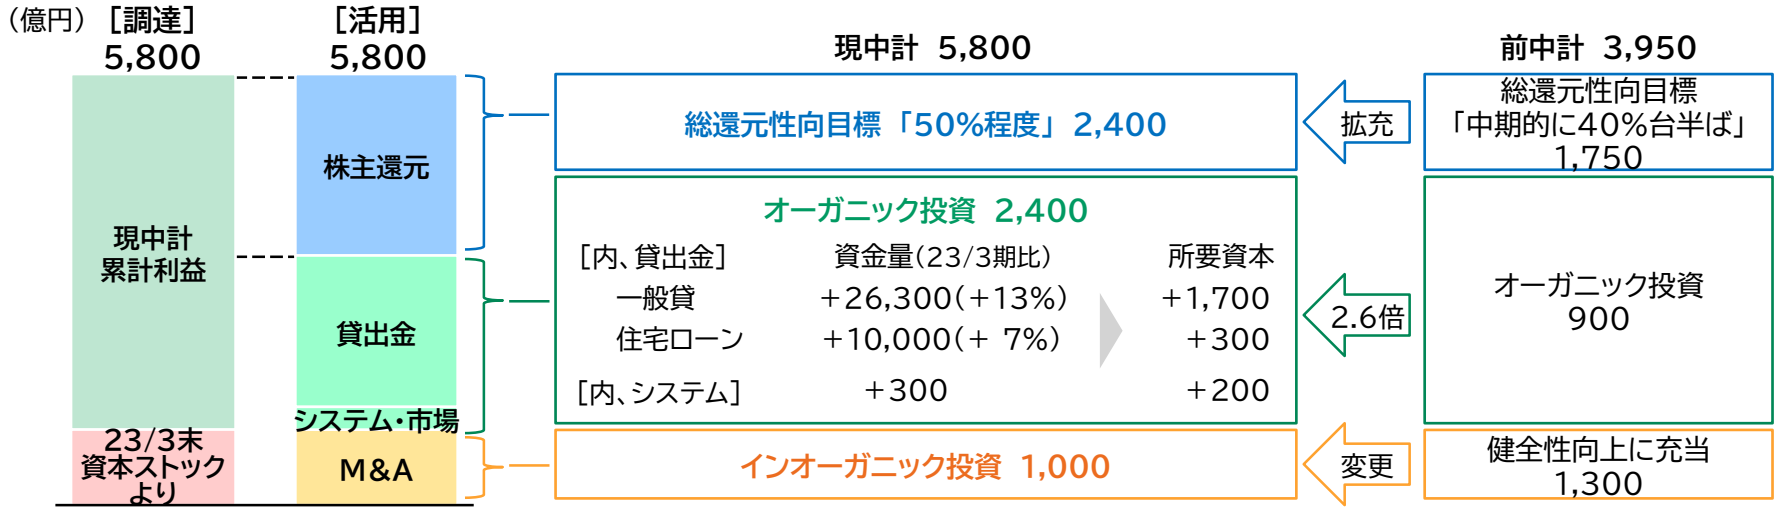 （億円）
［調達］
5,800
現中計
累計利益
23/3末
資本ストック
より
［活用］
5,800
株主還元
貸出金
システム・市場
M&A
現中計 5,800
総還元性向目標「50%程度」2,400
オーガニック投資 2,400
［内、貸出金］ 資金量(23/3期比) 所要資本
一般貸 +26,300(+13%) +1,700
住宅ローン +10,000(+ 7%) +300
［内、システム］ +300 +200
インオーガニック投資 1,000
拡充
2.6倍
変更
前中計 3,950
総還元性向目標
「中期的に40%台半ば」
1,750
オーガニック投資
900
健全性向上に充当
1,300